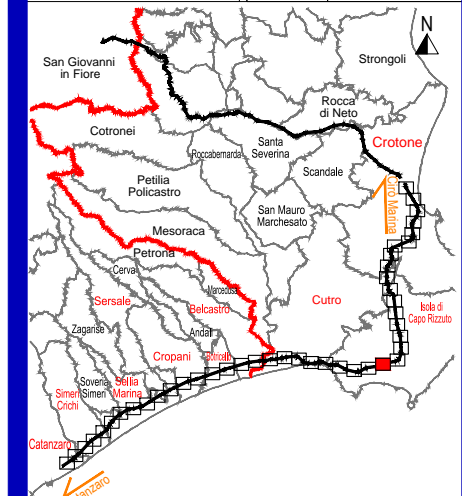 N
Strongoli
San Giovanni
in Fiore
Rocca
di Neto
Cotronei
Crotone
Santa
Severina
Roccabernarda
Scandale
Petilia
Policastro
Cirò Marina
San Mauro
Marchesato
Mesoraca
Petrona
Cerva
Marcedusa
Sersale
Belcastro
Cutro
Isola di
Capo Rizzuto
Zagarise
Andali
Cropani
Botricello
Soveria
Simeri
Sellia
Marina
Simeri
Crichi
Catanzaro